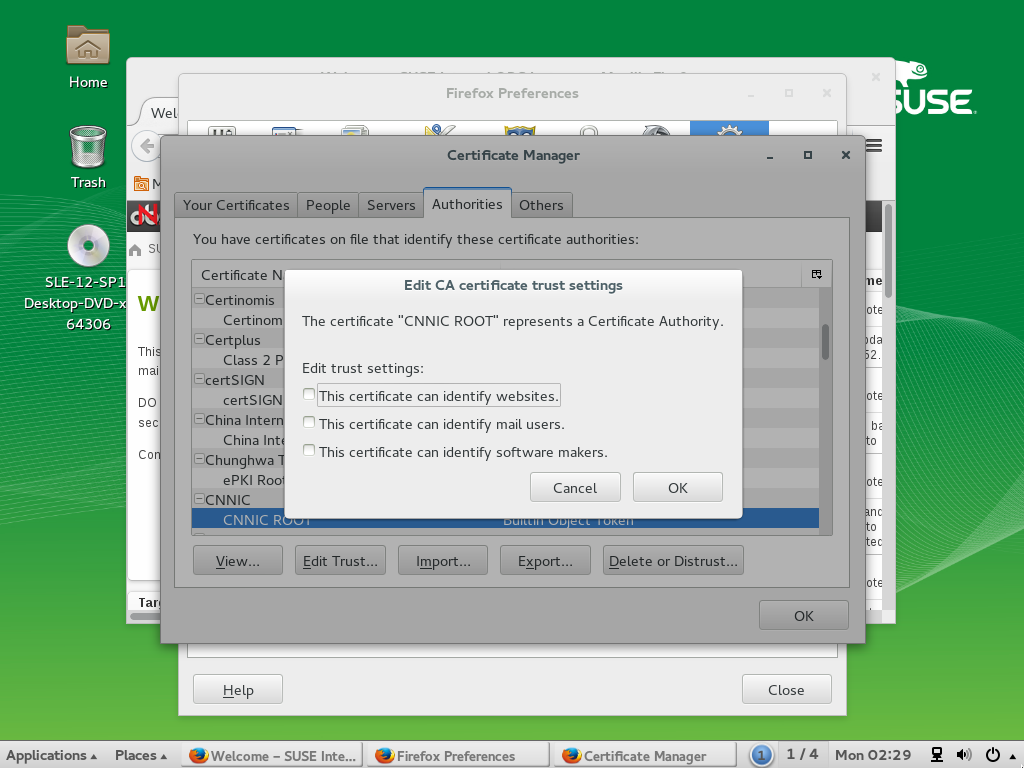 Home
Trash
SLE-12-SP1
Desktop-DVD-x
64306
SUSE
Firefox Preferences
Certificate Manager
Your Certificates
People
Servers
Authorities
Others
You have certificates on file that identify these certificate authorities:
Certificate N
Certinomis
Certinom
Certplus
Class 2 P
certSIGN
certSIGN
China Intern
China Inte
Chunghwa T
ePKI Root
CNNIC
CNNIC ROOT
Builtin Object Token
Edit CA certificate trust settings
The certificate "CNNIC ROOT" represents a Certificate Authority.
Edit trust settings:
This certificate can identify websites.
This certificate can identify mail users.
This certificate can identify software makers.
Cancel
OK
View...
Edit Trust...
Import...
Export...
Delete or Distrust...
OK
Help
Close
Applications
Places
Welcome – SUSE Inte...
Firefox Preferences
Certificate Manager
1
1 / 4
Mon 02:29